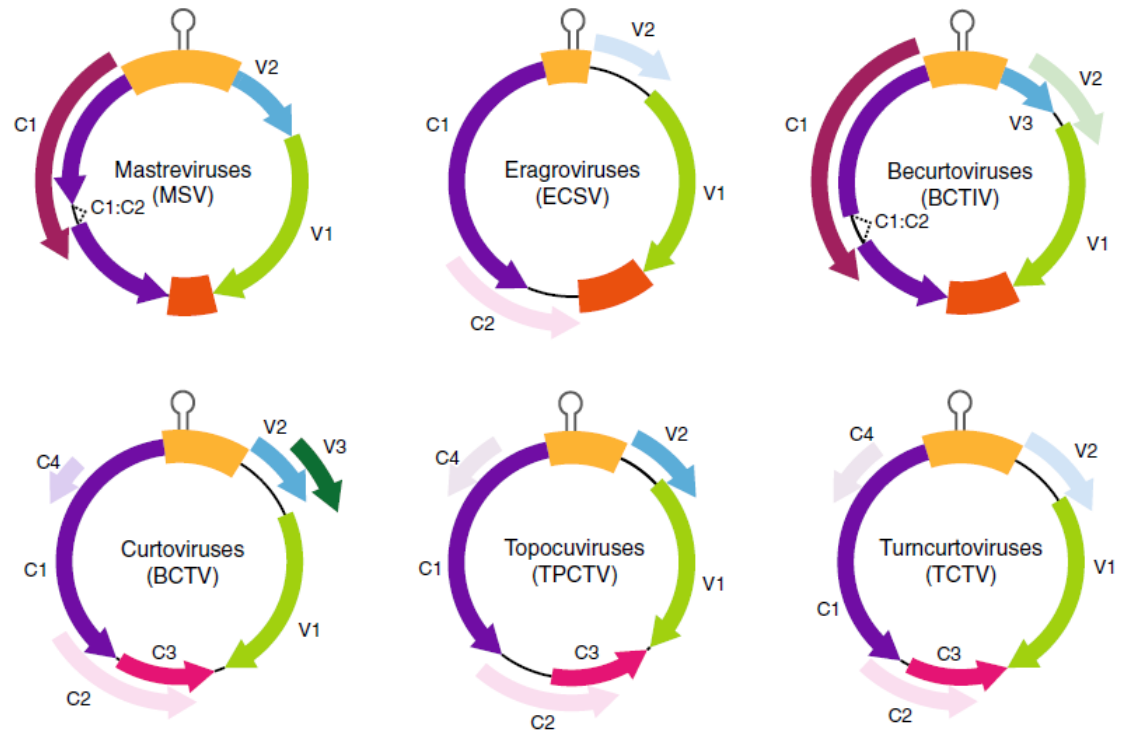 V2
C1
Mastreviruses
(MSV)
C1:C2
V1
V2
C1
Eragroviruses
(ECSV)
V1
C2
V2
C1
V3
Becurtoviruses
(BCTIV)
C1:C2
V1
V2
V3
C4
Curtoviruses
(BCTV)
C1
V1
C3
C2
V2
C4
Topocuviruses
(TPCTV)
C1
V1
C3
C2
C4
V2
Turncurtoviruses
(TCTV)
V1
C1
C3
C2